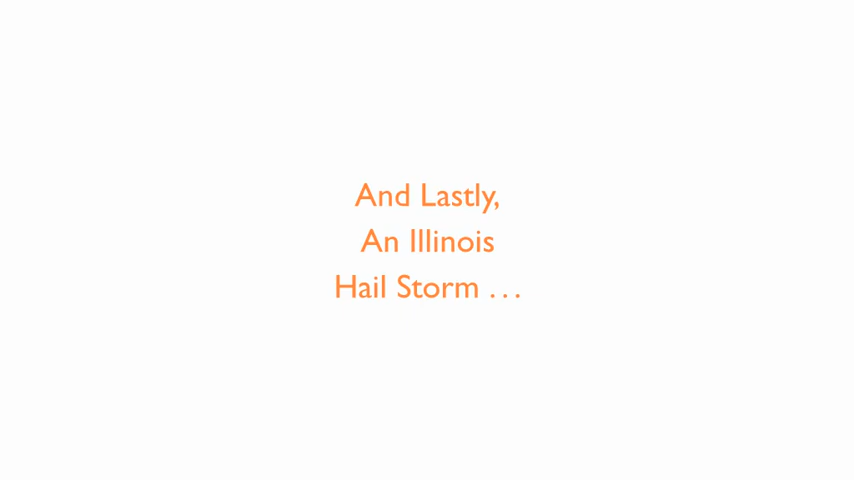 And Lastly,
An Illinois
Hail Storm . . .